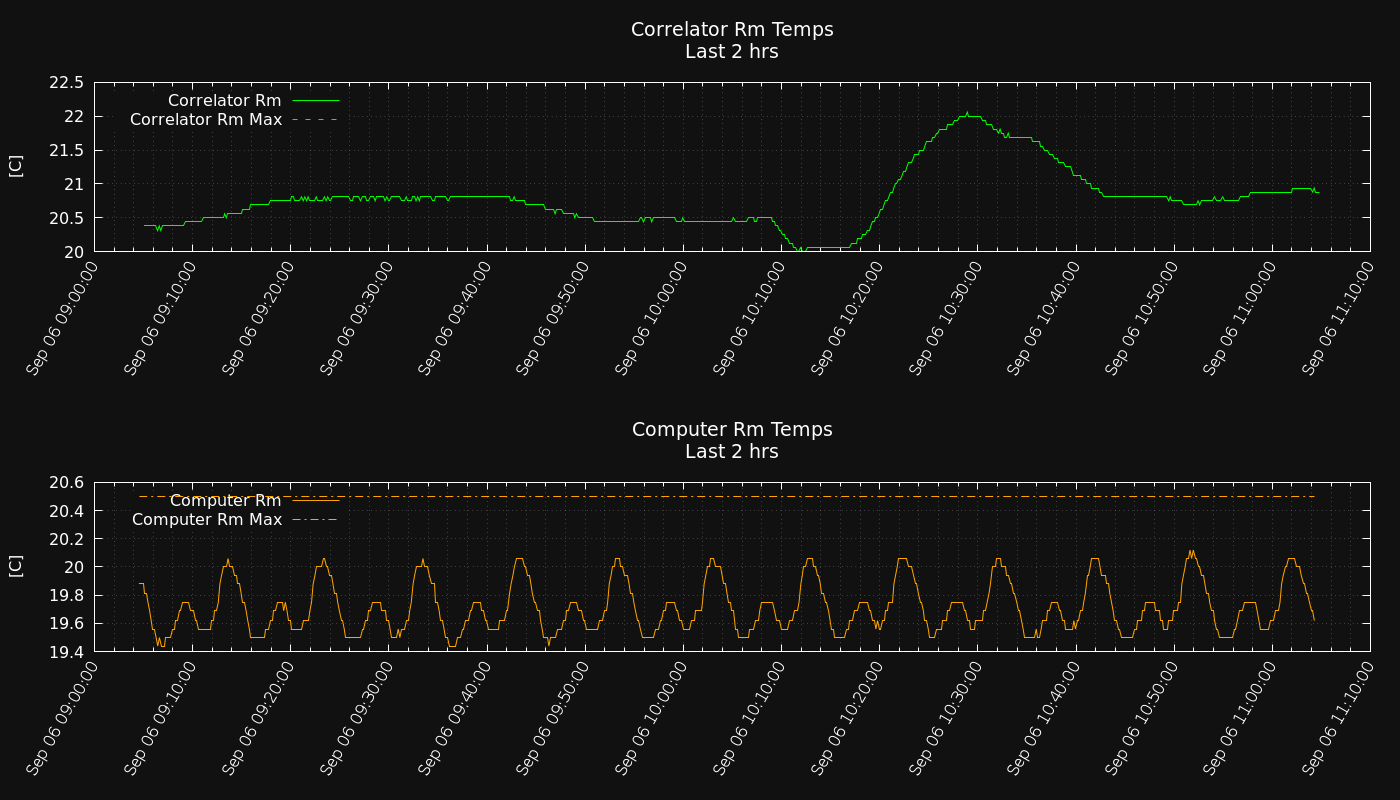 Correlator Rm Temps
Last 2 hrs
22.5
22
21.5
21
20.5
20
[C]
Correlator Rm
Correlator Rm Max
Sep 06 09:00:00
Sep 06 09:10:00
Sep 06 09:20:00
Sep 06 09:30:00
Sep 06 09:40:00
Sep 06 09:50:00
Sep 06 10:00:00
Sep 06 10:10:00
Sep 06 10:20:00
Sep 06 10:30:00
Sep 06 10:40:00
Sep 06 10:50:00
Sep 06 11:00:00
Sep 06 11:10:00
Computer Rm Temps
Last 2 hrs
20.6
20.4
20.2
20
19.8
19.6
19.4
[C]
Computer Rm
Computer Rm Max
Sep 06 09:00:00
Sep 06 09:10:00
Sep 06 09:20:00
Sep 06 09:30:00
Sep 06 09:40:00
Sep 06 09:50:00
Sep 06 10:00:00
Sep 06 10:10:00
Sep 06 10:20:00
Sep 06 10:30:00
Sep 06 10:40:00
Sep 06 10:50:00
Sep 06 11:00:00
Sep 06 11:10:00